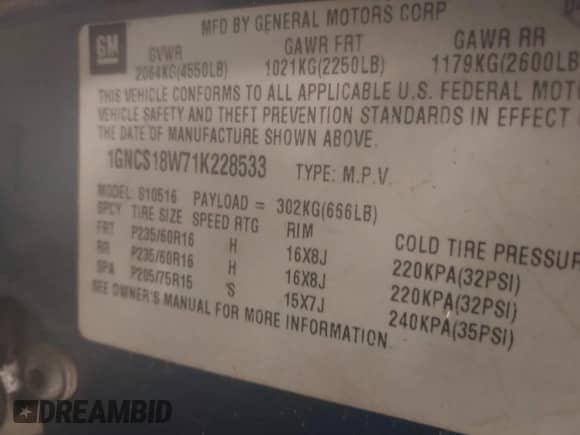 GM
MFD BY GENERAL MOTORS CORP
GVWR GAWR FRT GAWR RR
2064KG(4550LB) 1021KG(2250LB) 1179KG(2600LB
THIS VEHICLE CONFORMS TO ALL APPLICABLE U.S. FEDERAL MOT
VEHICLE SAFETY AND THEFT PREVENTION STANDARDS IN EFFECT
THE DATE OF MANUFACTURE SHOWN ABOVE.
1GNCS18W71K228533 TYPE: M.P.V.
MODEL: S10516 PAYLOAD = 302KG(656LB)
SPCY TIRE SIZE SPEED RTG RIM COLD TIRE PRESSUR
FRT P235/60R16 H 16X8J 220KPA(32PSI)
RR P235/60R16 H 16X8J 220KPA(32PSI)
SPA P205/75R15 S 15X7J 240KPA(35PSI)
SEE OWNER'S MANUAL FOR MORE INFORMATION.
DREAMBID